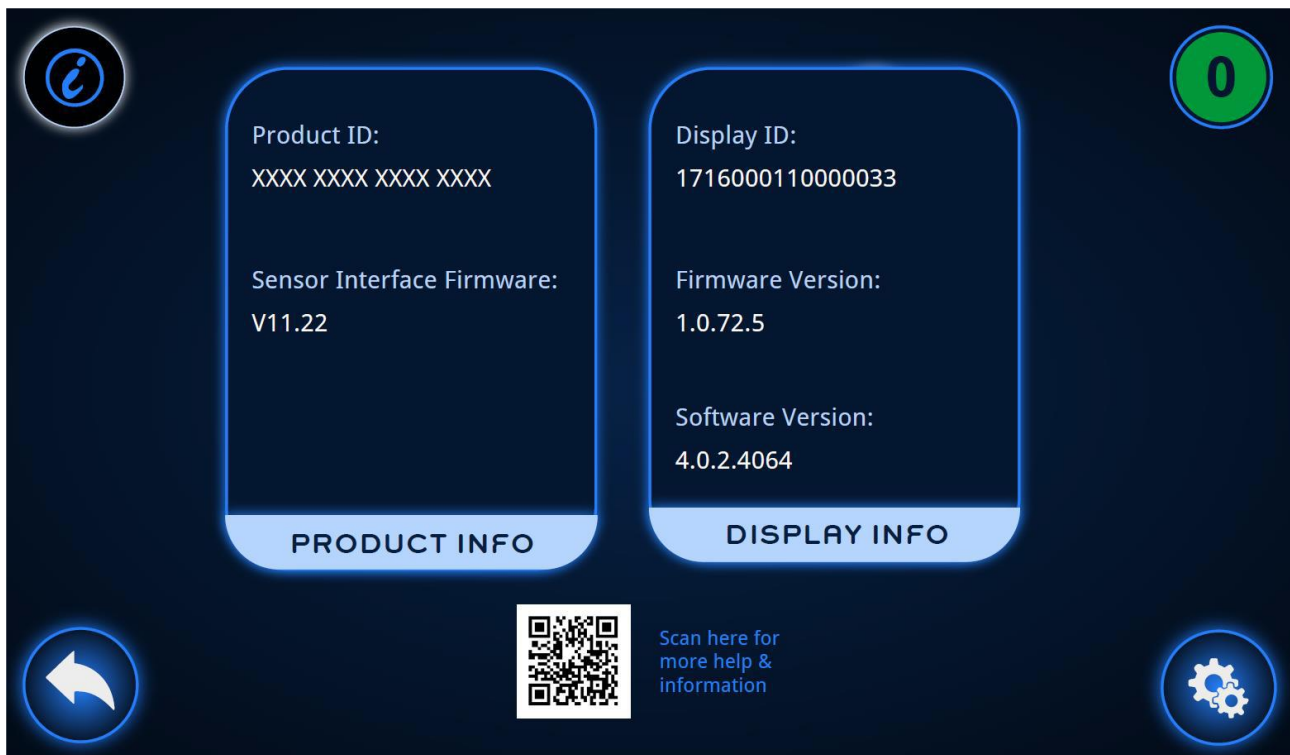 i
0
Product ID:
XXXX XXXX XXXX XXXX
Sensor Interface Firmware:
V11.22
PRODUCT INFO
Display ID:
1716000110000033
Firmware Version:
1.0.72.5
Software Version:
4.0.2.4064
DISPLAY INFO
Scan here for
more help &
information